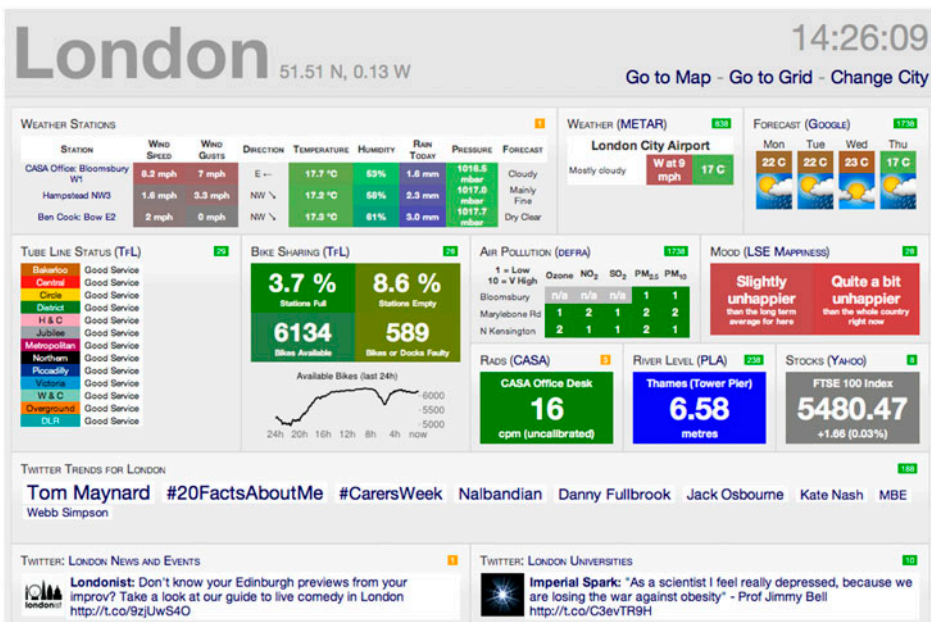 London 51.51 N, 0.13 W
14:26:09
Go to Map - Go to Grid - Change City
WEATHER STATIONS 1
STATION WIND SPEED WIND GUSTS DIRECTION TEMPERATURE HUMIDITY RAIN TODAY PRESSURE FORECAST
CASA Office: Bloomsbury W1 8.2 mph 7 mph E ← 17.7 °C 53% 1.6 mm 1016.5 mbar Cloudy
Hampstead NW3 1.6 mph 3.3 mph NW ↘ 17.2 °C 58% 2.3 mm 1017.0 mbar Mainly Fine
Ben Cook: Bow E2 2 mph 0 mph NW ↘ 17.3 °C 61% 3.0 mm 1017.7 mbar Dry Clear
WEATHER (METAR) 838
London City Airport
Mostly cloudy W at 9 mph 17 C
FORECAST (GOOGLE) 1738
Mon Tue Wed Thu
22 C 22 C 23 C 17 C
TUBE LINE STATUS (TFL) 29
Bakerloo Good Service
Central Good Service
Circle Good Service
District Good Service
H & C Good Service
Jubilee Good Service
Metropolitan Good Service
Northern Good Service
Piccadilly Good Service
Victoria Good Service
W & C Good Service
Overground Good Service
DLR Good Service
BIKE SHARING (TFL) 28
3.7 % 8.6 %
Stations Full Stations Empty
6134 589
Bikes Available Bikes or Docks Faulty
Available Bikes (last 24h)
6000
5500
5000
24h 20h 16h 12h 8h 4h now
AIR POLLUTION (DEFRA) 1738
1 = Low
10 = V High
Ozone NO2 SO2 PM2.5 PM10
Bloomsbury n/a n/a n/a 1 1
Marylebone Rd 1 2 1 2 2
N Kensington 2 1 1 2 2
MOOD (LSE MAPPINESS) 28
Slightly unhappier
than the long term average for here
Quite a bit unhappier
than the whole country right now
RADS (CASA)
CASA Office Desk
16
cpm (uncalibrated)
RIVER LEVEL (PLA) 238
Thames (Tower Pier)
6.58
metres
STOCKS (YAHOO)
FTSE 100 Index
5480.47
+1.66 (0.03%)
TWITTER TRENDS FOR LONDON 188
Tom Maynard #20FactsAboutMe #CarersWeek Nalbandian Danny Fullbrook Jack Osbourne Kate Nash MBE
Webb Simpson
TWITTER: LONDON NEWS AND EVENTS 1
londonist
Londonist: Don't know your Edinburgh previews from your
improv? Take a look at our guide to live comedy in London
http://t.co/9zjUwS4O
TWITTER: LONDON UNIVERSITIES 10
Imperial Spark: "As a scientist I feel really depressed, because we
are losing the war against obesity" - Prof Jimmy Bell
http://t.co/C3evTR9H